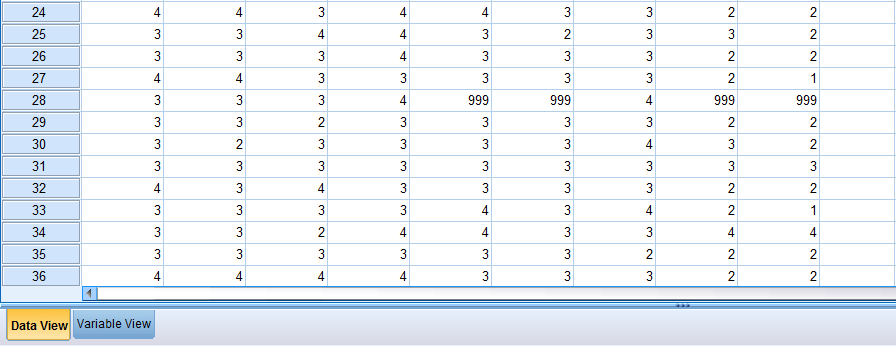 24 4 4 3 4 4 3 3 2 2
25 3 3 4 4 3 2 3 3 2
26 3 3 3 4 3 3 3 2 2
27 4 4 3 3 3 3 3 2 1
28 3 3 3 4 999 999 4 999 999
29 3 3 2 3 3 3 3 2 2
30 3 2 3 3 3 3 4 3 2
31 3 3 3 3 3 3 3 3 3
32 4 3 4 3 3 3 3 2 2
33 3 3 3 3 4 3 4 2 1
34 3 3 2 4 4 3 3 4 4
35 3 3 3 3 3 3 2 2 2
36 4 4 4 4 3 3 3 2 2
Data View Variable View